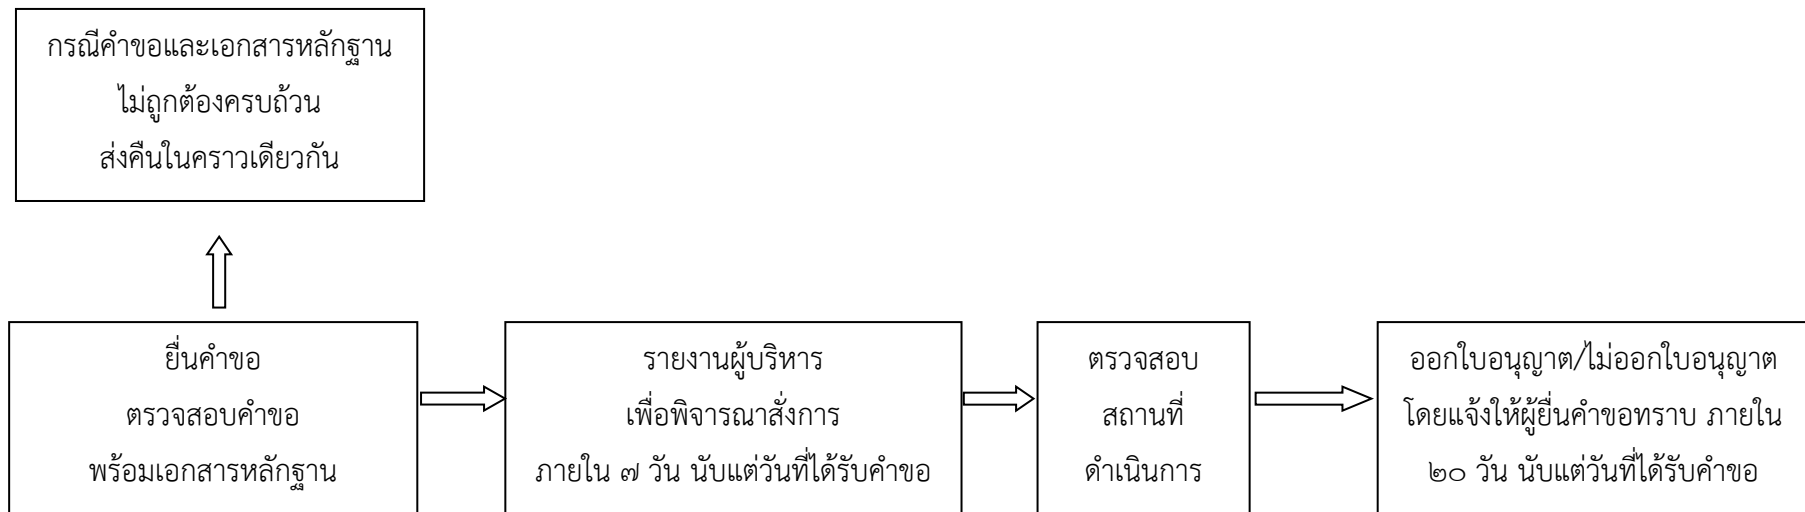 กรณีคำขอและเอกสารหลักฐาน
ไม่ถูกต้องครบถ้วน
ส่งคืนในคราวเดียวกัน
ยื่นคำขอ
ตรวจสอบคำขอ
พร้อมเอกสารหลักฐาน
รายงานผู้บริหาร
เพื่อพิจารณาสั่งการ
ภายใน ๗ วัน นับแต่วันที่ได้รับคำขอ
ตรวจสอบ
สถานที่
ดำเนินการ
ออกใบอนุญาต/ไม่ออกใบอนุญาต
โดยแจ้งให้ผู้ยื่นคำขอทราบ ภายใน
๒๐ วัน นับแต่วันที่ได้รับคำขอ